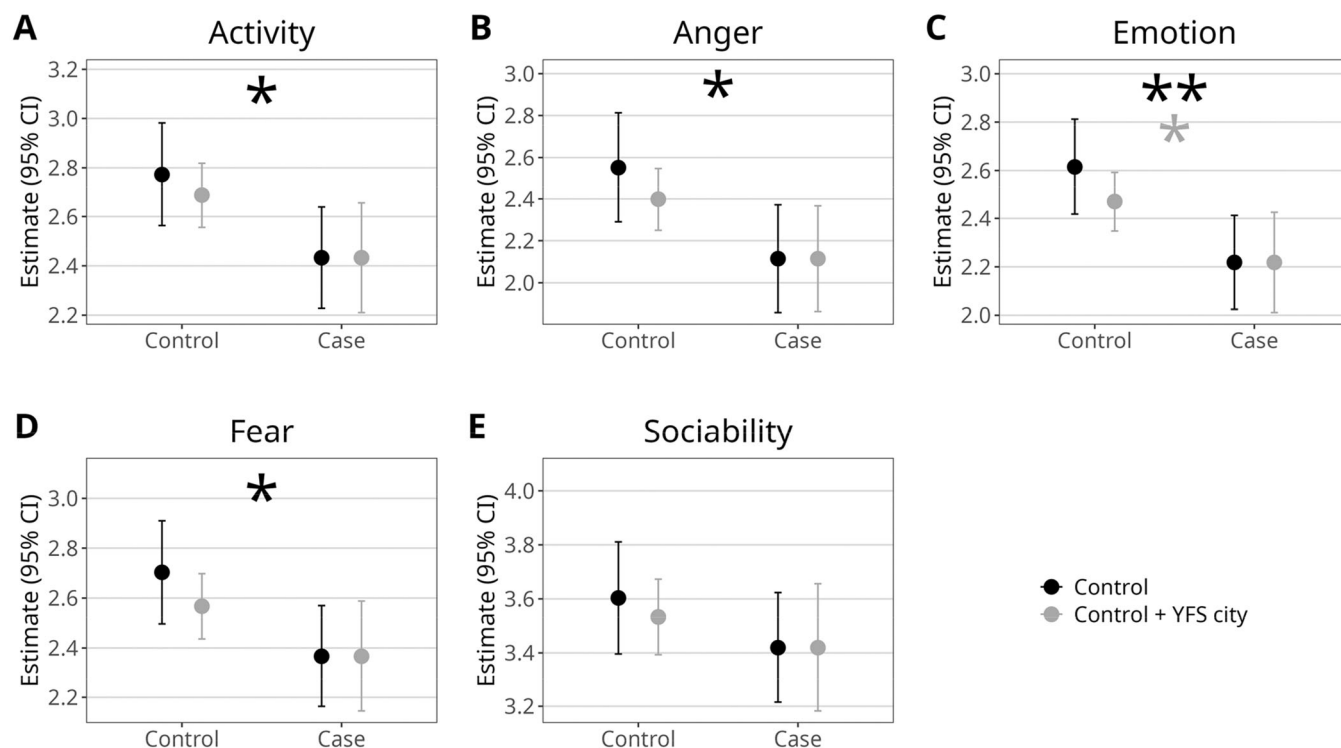 A Activity
Estimate (95% CI)
3.2
3.0
2.8
2.6
2.4
2.2
*
Control Case
B Anger
Estimate (95% CI)
3.0
2.8
2.6
2.4
2.2
2.0
*
Control Case
C Emotion
Estimate (95% CI)
3.0
2.8
2.6
2.4
2.2
2.0
**
*
Control Case
D Fear
Estimate (95% CI)
3.0
2.8
2.6
2.4
2.2
*
Control Case
E Sociability
Estimate (95% CI)
4.0
3.8
3.6
3.4
3.2
Control Case
Control
Control + YFS city